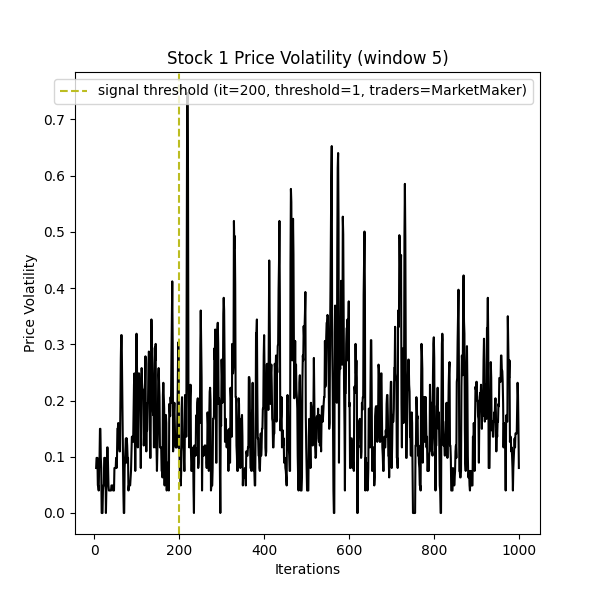 Stock 1 Price Volatility (window 5)
signal threshold (it=200, threshold=1, traders=MarketMaker)
Price Volatility
0.7
0.6
0.5
0.4
0.3
0.2
0.1
0.0
0 200 400 600 800 1000
Iterations